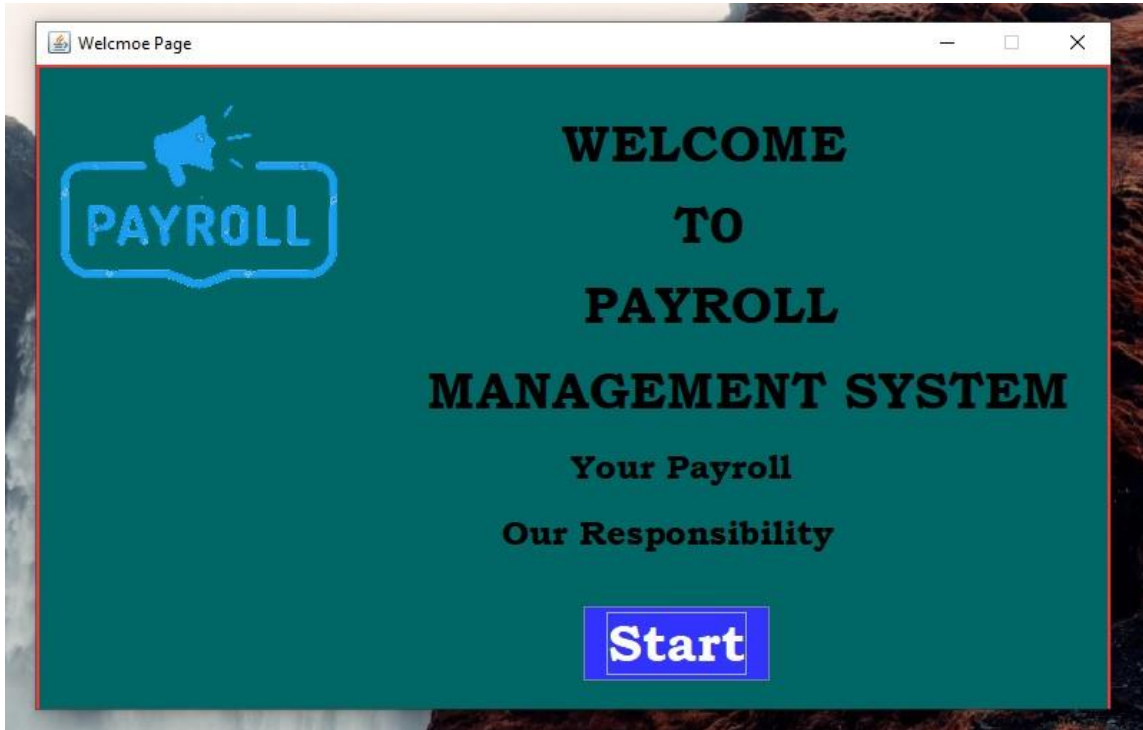 Welcmoe Page
PAYROLL
WELCOME
TO
PAYROLL
MANAGEMENT SYSTEM
Your Payroll
Our Responsibility
Start